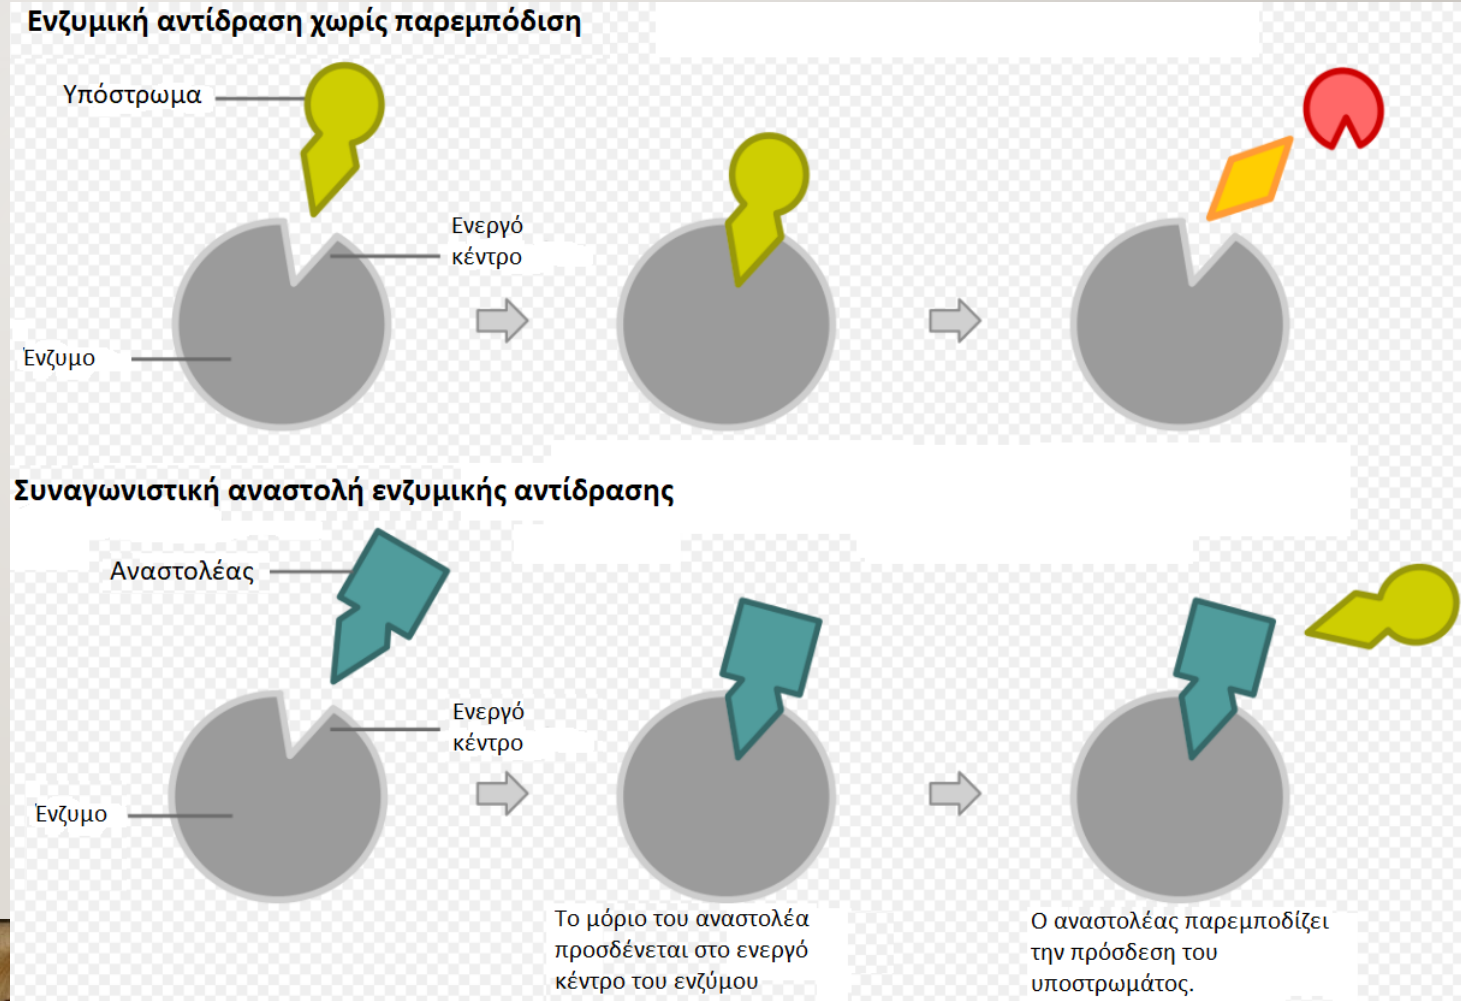 Ενζυμική αντίδραση χωρίς παρεμπόδιση
Υπόστρωμα
Ενεργό
κέντρο
Ένζυμο
Συναγωνιστική αναστολή ενζυμικής αντίδρασης
Αναστολέας
Ενεργό
κέντρο
Ένζυμο
Το μόριο του αναστολέα
προσδένεται στο ενεργό
κέντρο του ενζύμου
Ο αναστολέας παρεμποδίζει
την πρόσδεση του
υποστρωμάτος.